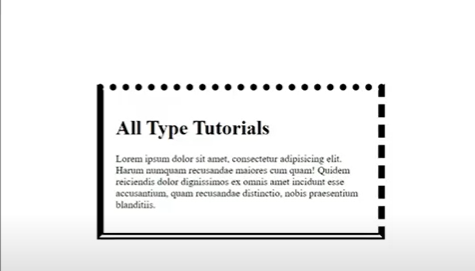 All Type Tutorials
Lorem ipsum dolor sit amet, consectetur adipisicing elit.
Harum numquam recusandae maiores cum quam! Quidem
reiciendis dolor dignissimos ex omnis amet incidunt esse
accusantium, quam recusandae distinctio, nobis praesentium
blanditiis.